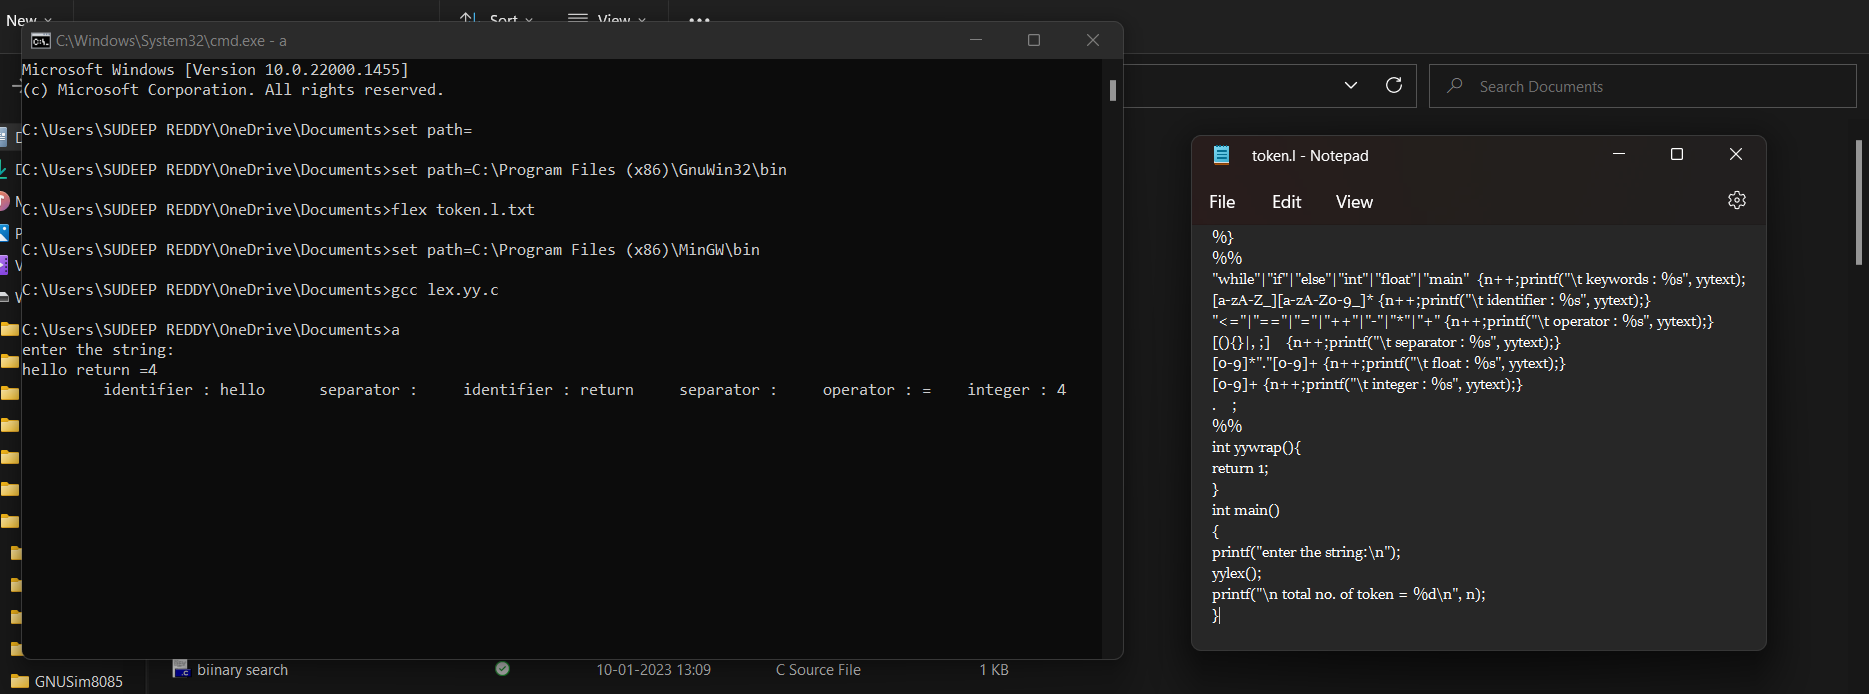 New
Sort
View
C:\Windows\System32\cmd.exe - a
Microsoft Windows [Version 10.0.22000.1455]
(c) Microsoft Corporation. All rights reserved.
C:\Users\SUDEEP REDDY\OneDrive\Documents>set path=
C:\Users\SUDEEP REDDY\OneDrive\Documents>set path=C:\Program Files (x86)\GnuWin32\bin
C:\Users\SUDEEP REDDY\OneDrive\Documents>flex token.l.txt
C:\Users\SUDEEP REDDY\OneDrive\Documents>set path=C:\Program Files (x86)\MinGW\bin
C:\Users\SUDEEP REDDY\OneDrive\Documents>gcc lex.yy.c
C:\Users\SUDEEP REDDY\OneDrive\Documents>a
enter the string:
hello return =4
identifier : hello separator : identifier : return separator : operator : = integer : 4
Search Documents
token.l - Notepad
File Edit View
%}
%%
"while"|"if"|"else"|"int"|"float"|"main" {n++;printf("\t keywords : %s", yytext);
[a-zA-Z_][a-zA-Z0-9_]* {n++;printf("\t identifier : %s", yytext);}
"<="|"=="|"="|"++"|"-"|"*"|"+" {n++;printf("\t operator : %s", yytext);}
[(){}|, ;] {n++;printf("\t separator : %s", yytext);}
[0-9]*"."[0-9]+ {n++;printf("\t float : %s", yytext);}
[0-9]+ {n++;printf("\t integer : %s", yytext);}
. ;
%%
int yywrap(){
return 1;
}
int main()
{
printf("enter the string:\n");
yylex();
printf("\n total no. of token = %d\n", n);
}
biinary search 10-01-2023 13:09 C Source File 1 KB
GNUSim8085